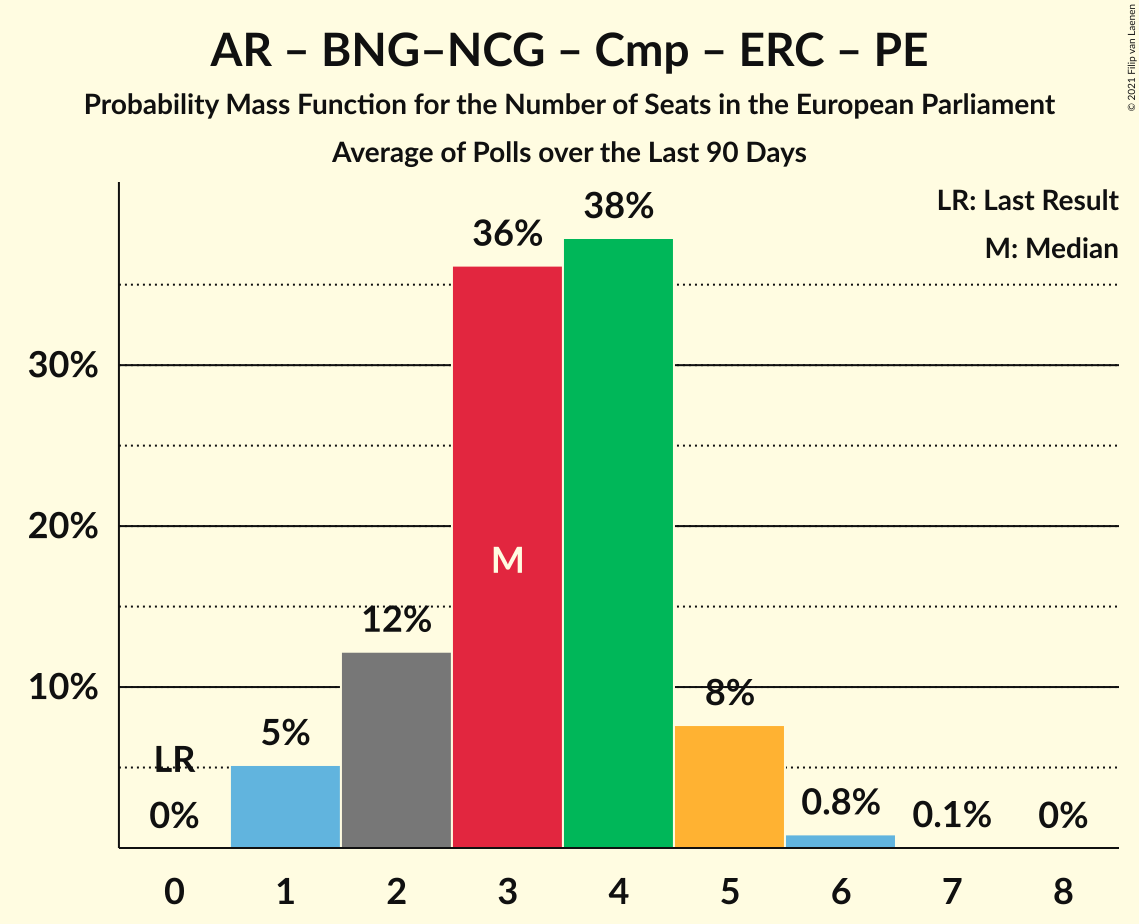 AR – BNG–NCG – Cmp – ERC – PE
Probability Mass Function for the Number of Seats in the European Parliament
Average of Polls over the Last 90 Days
© 2021 Filip van Laenen
LR: Last Result
M: Median
38%
36%
30%
20%
M
12%
10%
8%
5%
LR
0%
0.8%
0.1%
0%
0 1 2 3 4 5 6 7 8